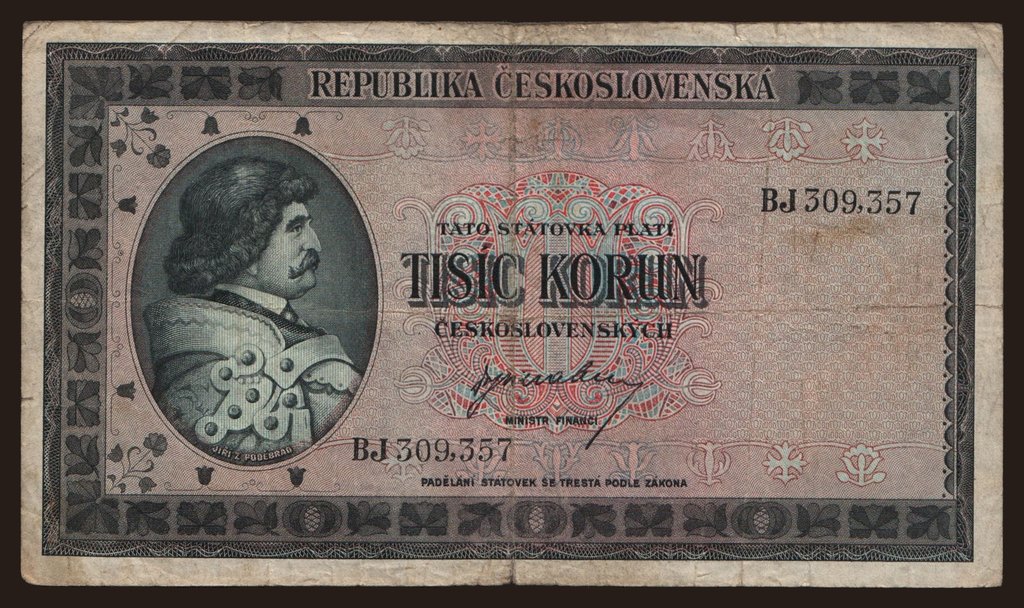 REPUBLIKA ČESKOSLOVENSKÁ
BJ 309,357
TATO STÁTOVKA PLATÍ
TISÍC KORUN
ČESKOSLOVENSKÝCH
MINISTR FINANCÍ
BJ 309,357
JIŘÍ Z PODĚBRAD
PADĚLÁNÍ STÁTOVEK SE TRESTÁ PODLE ZÁKONA